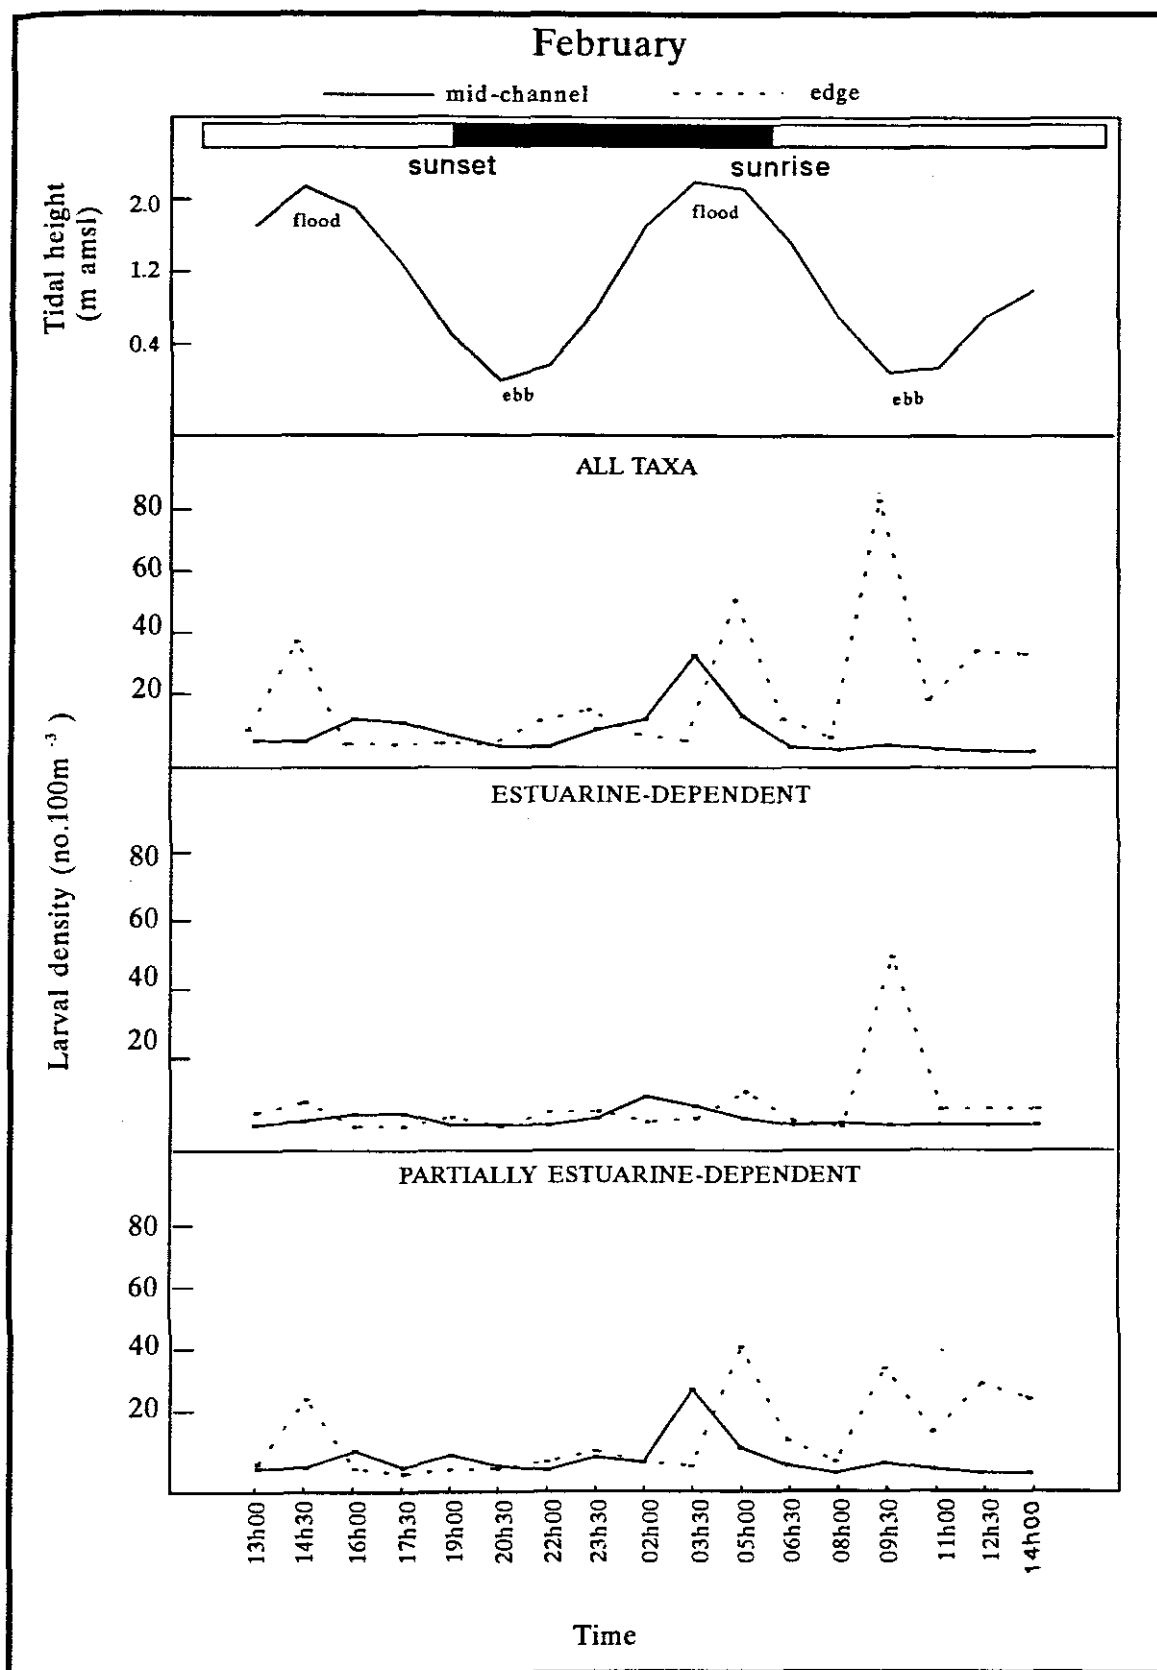 February
mid-channel edge
sunset sunrise
Tidal height
(m amsl)
2.0
1.2
0.4
flood flood
ebb ebb
Larval density (no.100m -3 )
ALL TAXA
80
60
40
20
ESTUARINE-DEPENDENT
80
60
40
20
PARTIALLY ESTUARINE-DEPENDENT
80
60
40
20
13h00 14h30 16h00 17h30 19h00 20h30 22h00 23h30 02h00 03h30 05h00 06h30 08h00 09h30 11h00 12h30 14h00
Time